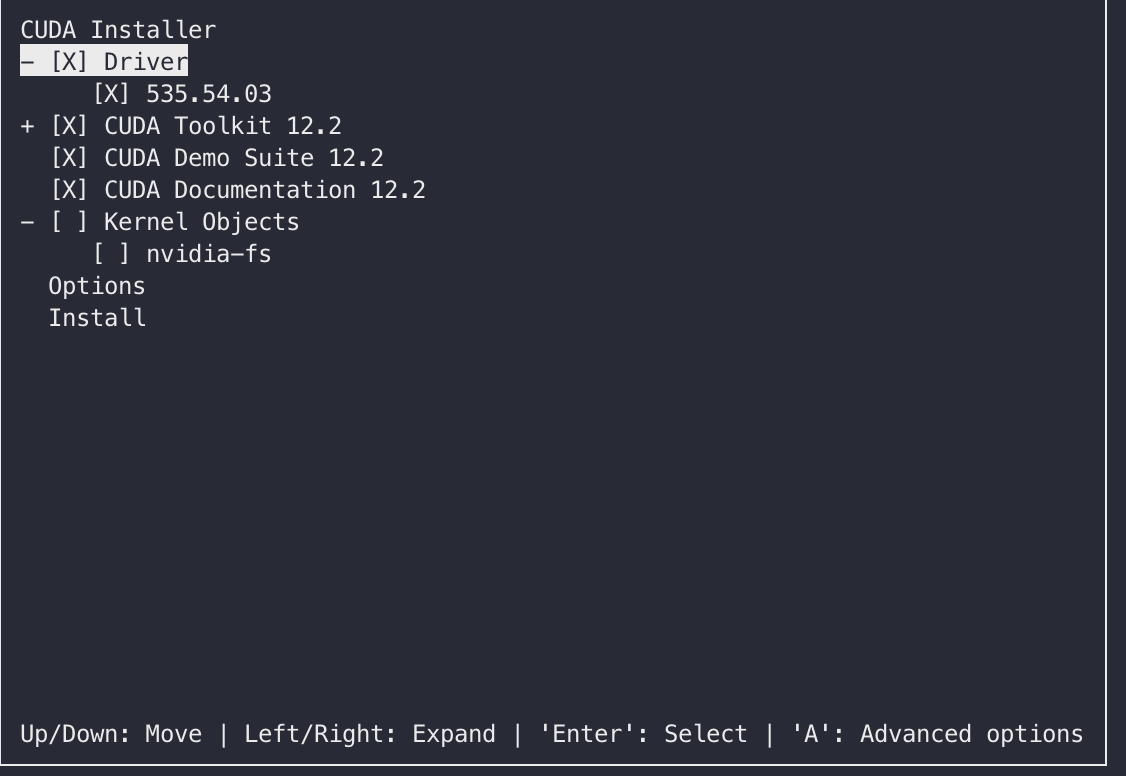 CUDA Installer
- [X] Driver
[X] 535.54.03
+ [X] CUDA Toolkit 12.2
[X] CUDA Demo Suite 12.2
[X] CUDA Documentation 12.2
- [ ] Kernel Objects
[ ] nvidia-fs
Options
Install
Up/Down: Move | Left/Right: Expand | 'Enter': Select | 'A': Advanced options